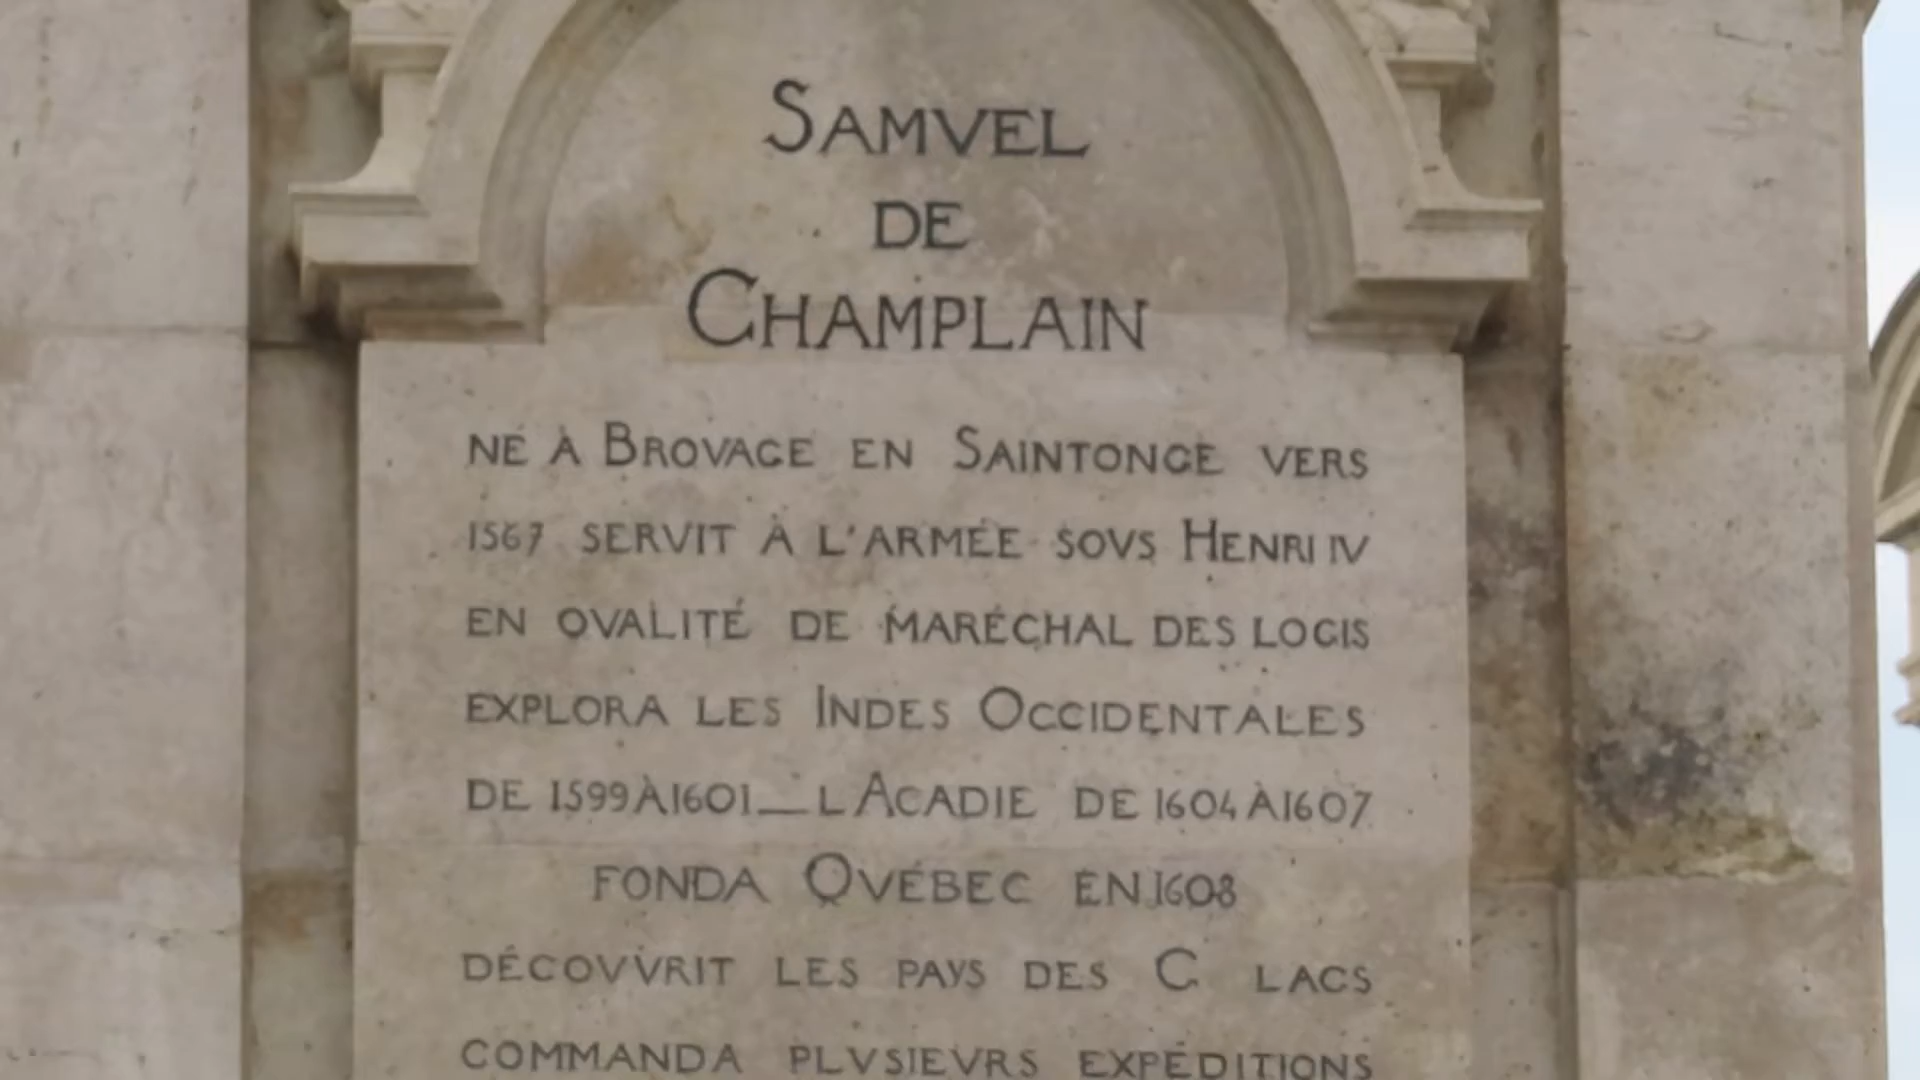 SAMVEL
DE
CHAMPLAIN
NÉ À BROVAGE EN SAINTONGE VERS
1567 SERVIT À L'ARMÉE SOVS HENRI IV
EN QVALITÉ DE MARÉCHAL DES LOGIS
EXPLORA LES INDES OCCIDENTALES
DE 1599 À 1601 _ L ACADIE DE 1604 À 1607
FONDA QVÉBEC EN 1608
DÉCOVVRIT LES PAYS DES G LACS
COMMANDA PLVSIEVRS EXPÉDITIONS